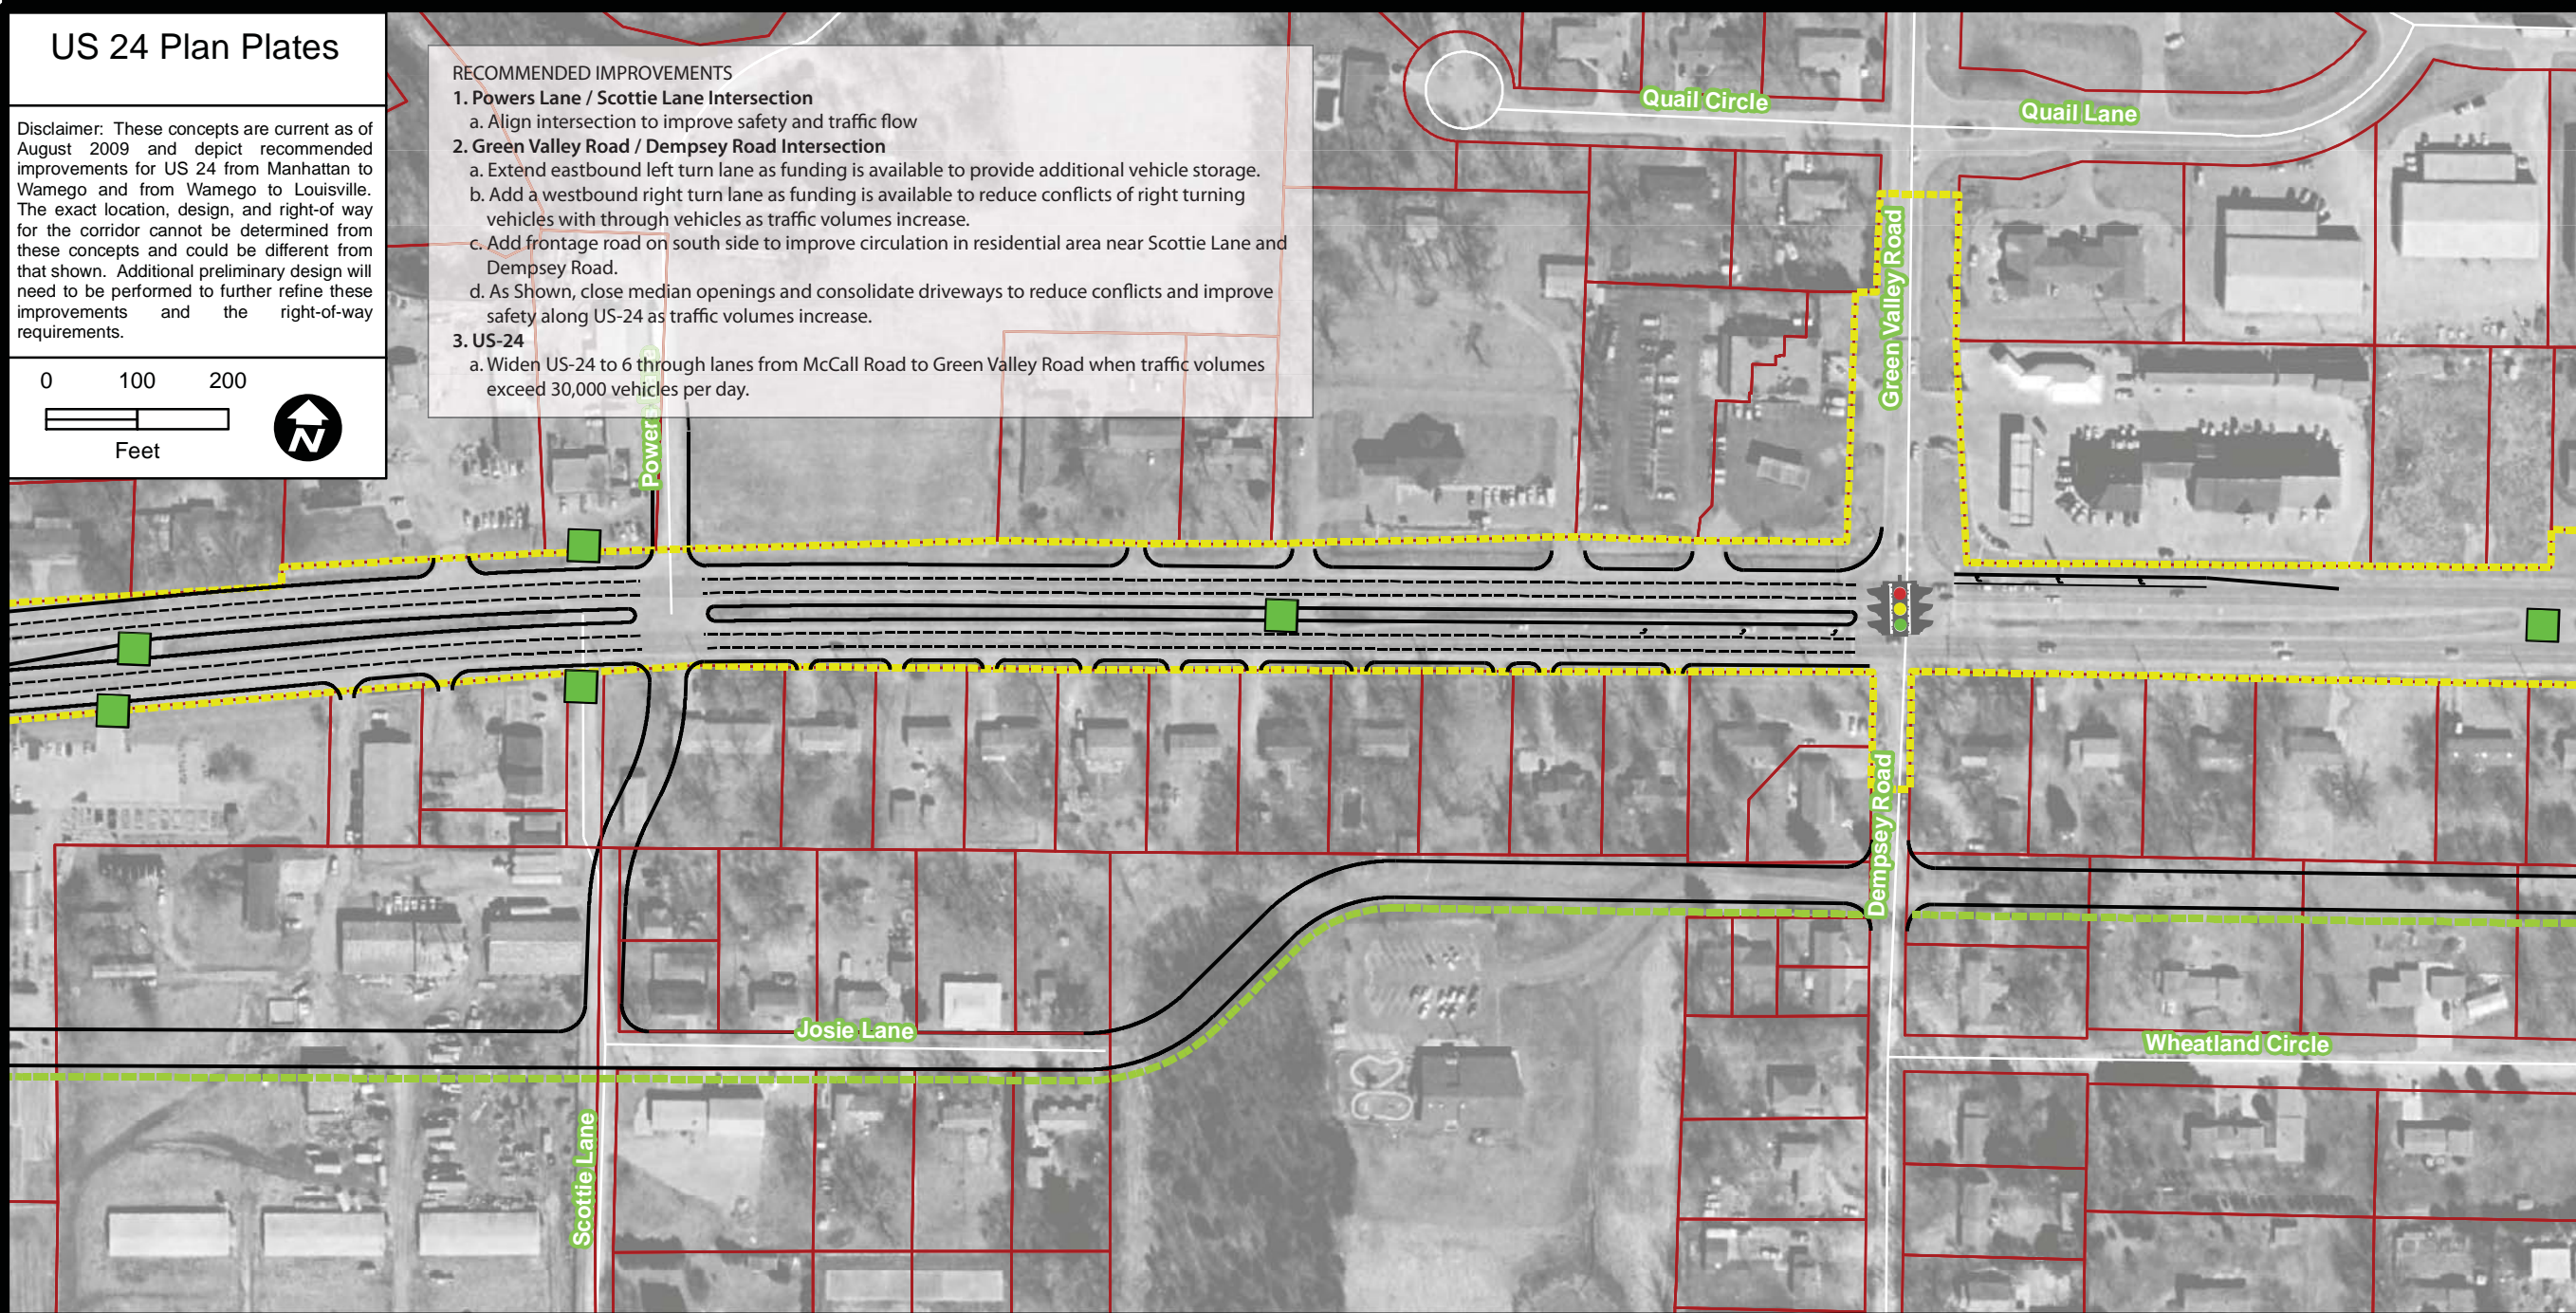 US 24 Plan Plates
Disclaimer: These concepts are current as of
August 2009 and depict recommended
improvements for US 24 from Manhattan to
Wamego and from Wamego to Louisville.
The exact location, design, and right-of way
for the corridor cannot be determined from
these concepts and could be different from
that shown. Additional preliminary design will
need to be performed to further refine these
improvements and the right-of-way
requirements.
0 100 200
Feet
N
RECOMMENDED IMPROVEMENTS
1. Powers Lane / Scottie Lane Intersection
a. Align intersection to improve safety and traffic flow
2. Green Valley Road / Dempsey Road Intersection
a. Extend eastbound left turn lane as funding is available to provide additional vehicle storage.
b. Add a westbound right turn lane as funding is available to reduce conflicts of right turning
vehicles with through vehicles as traffic volumes increase.
c. Add frontage road on south side to improve circulation in residential area near Scottie Lane and
Dempsey Road.
d. As Shown, close median openings and consolidate driveways to reduce conflicts and improve
safety along US-24 as traffic volumes increase.
3. US-24
a. Widen US-24 to 6 through lanes from McCall Road to Green Valley Road when traffic volumes
exceed 30,000 vehicles per day.
Quail Circle
Quail Lane
Green Valley Road
Powers
Dempsey Road
Josie Lane
Wheatland Circle
Scottie Lane